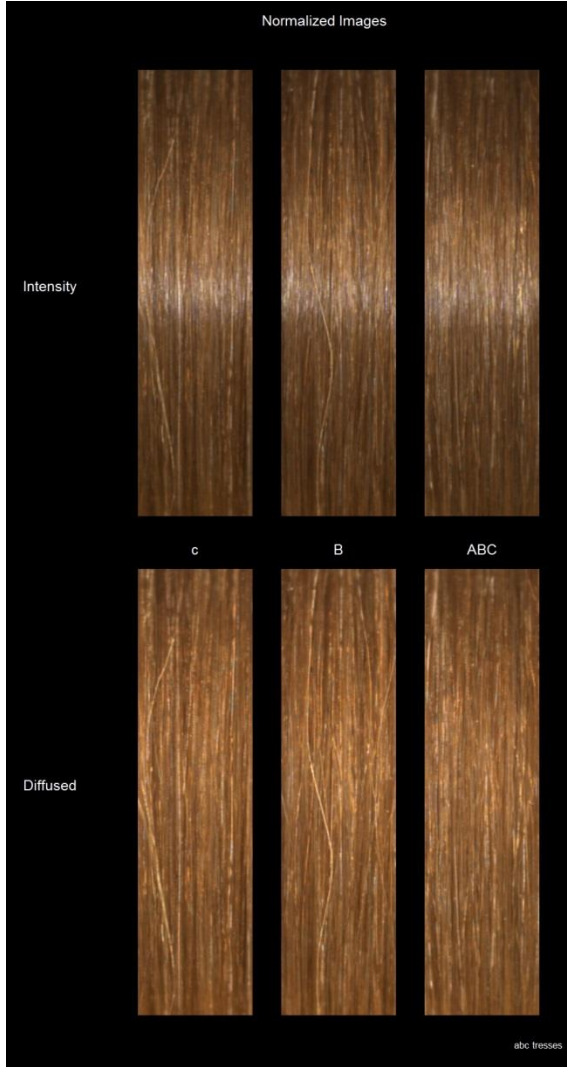 Normalized Images
Intensity
c B ABC
Diffused
abc tresses